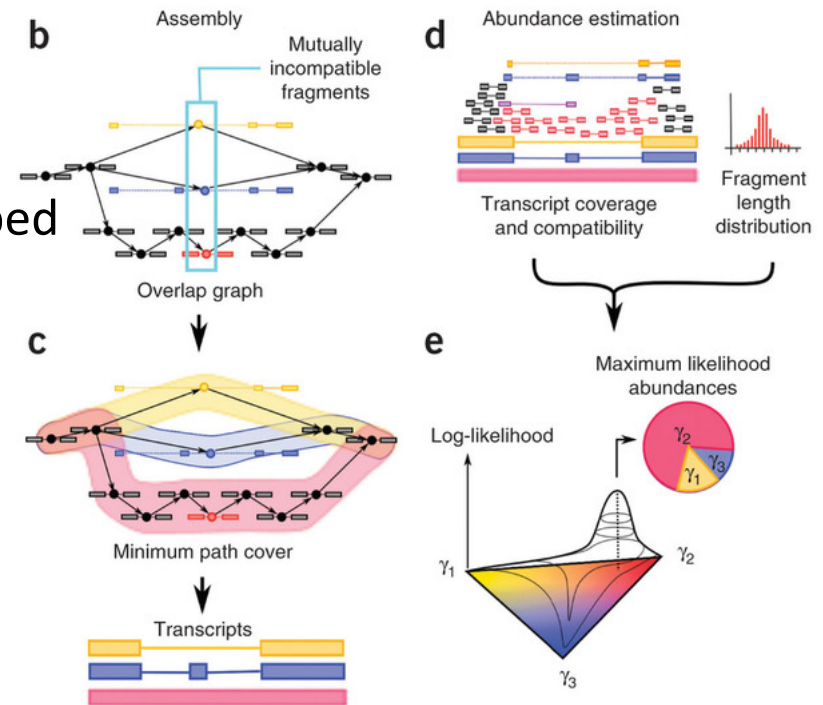 b
Assembly
Mutually
incompatible
fragments
Overlap graph
c
Minimum path cover
Transcripts
d
Abundance estimation
Transcript coverage
and compatibility
Fragment
length
distribution
e
Maximum likelihood
abundances
Log-likelihood
γ2
γ3
γ1
γ1
γ2
γ3